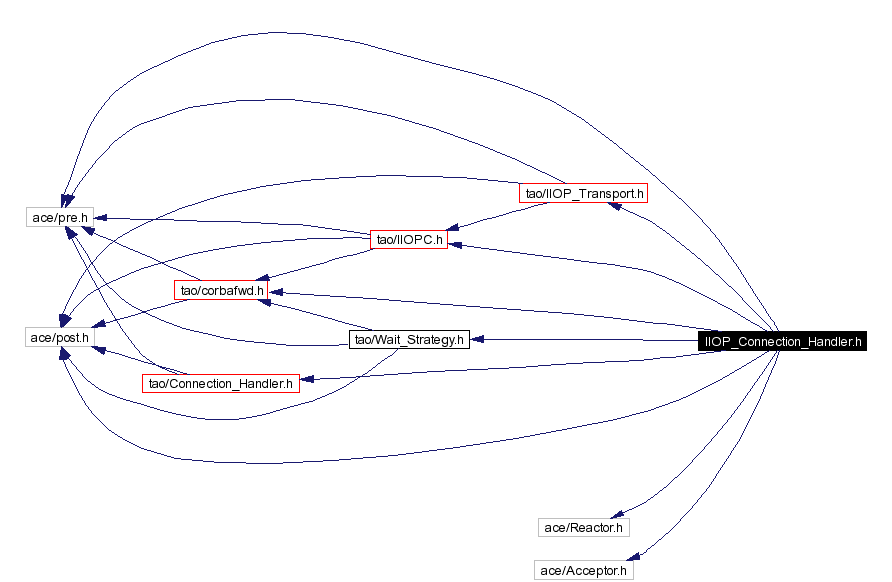 tao/IIOP_Transport.h
ace/pre.h
tao/IIOPC.h
tao/corbafwd.h
ace/post.h
tao/Wait_Strategy.h
IIOP_Connection_Handler.h
tao/Connection_Handler.h
ace/Reactor.h
ace/Acceptor.h